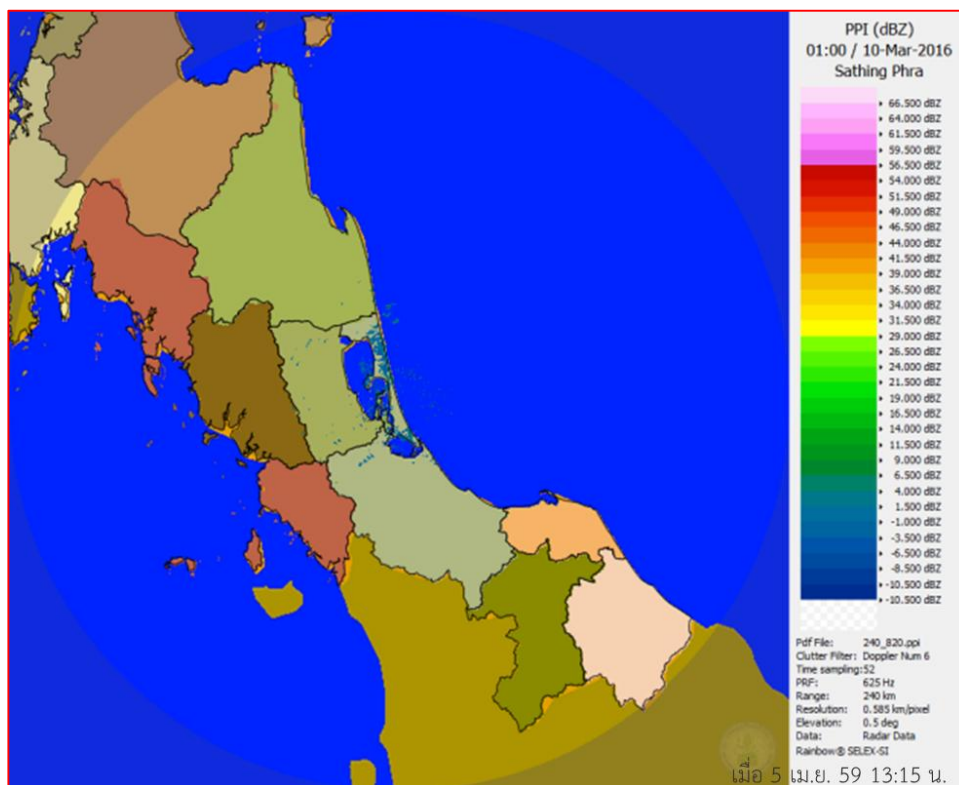 PPI (dBZ)
01:00 / 10-Mar-2016
Sathing Phra
66.500 dBZ
64.000 dBZ
61.500 dBZ
59.500 dBZ
56.500 dBZ
54.000 dBZ
51.500 dBZ
49.000 dBZ
46.500 dBZ
44.000 dBZ
41.500 dBZ
39.000 dBZ
36.500 dBZ
34.000 dBZ
31.500 dBZ
29.000 dBZ
26.500 dBZ
24.000 dBZ
21.500 dBZ
19.000 dBZ
16.500 dBZ
14.000 dBZ
11.500 dBZ
9.000 dBZ
6.500 dBZ
4.000 dBZ
1.500 dBZ
-1.000 dBZ
-3.500 dBZ
-6.500 dBZ
-8.500 dBZ
-10.500 dBZ
-10.500 dBZ
Pdf File: 240_820.ppi
Clutter Filter: Doppler Num 6
Time sampling:52
PRF: 625 Hz
Range: 240 km
Resolution: 0.585 km/pixel
Elevation: 0.5 deg
Data: Radar Data
Rainbow® SELEX-SI
เมื่อ 5 เม.ย. 59 13:15 น.